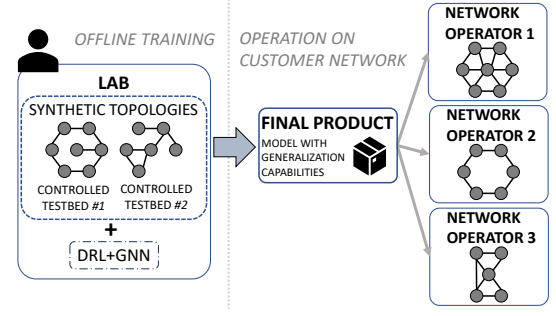 OFFLINE TRAINING
LAB
SYNTHETIC TOPOLOGIES
CONTROLLED
TESTBED #1
CONTROLLED
TESTBED #2
+
DRL+GNN
OPERATION ON
CUSTOMER NETWORK
FINAL PRODUCT
MODEL WITH
GENERALIZATION
CAPABILITIES
NETWORK
OPERATOR 1
NETWORK
OPERATOR 2
NETWORK
OPERATOR 3